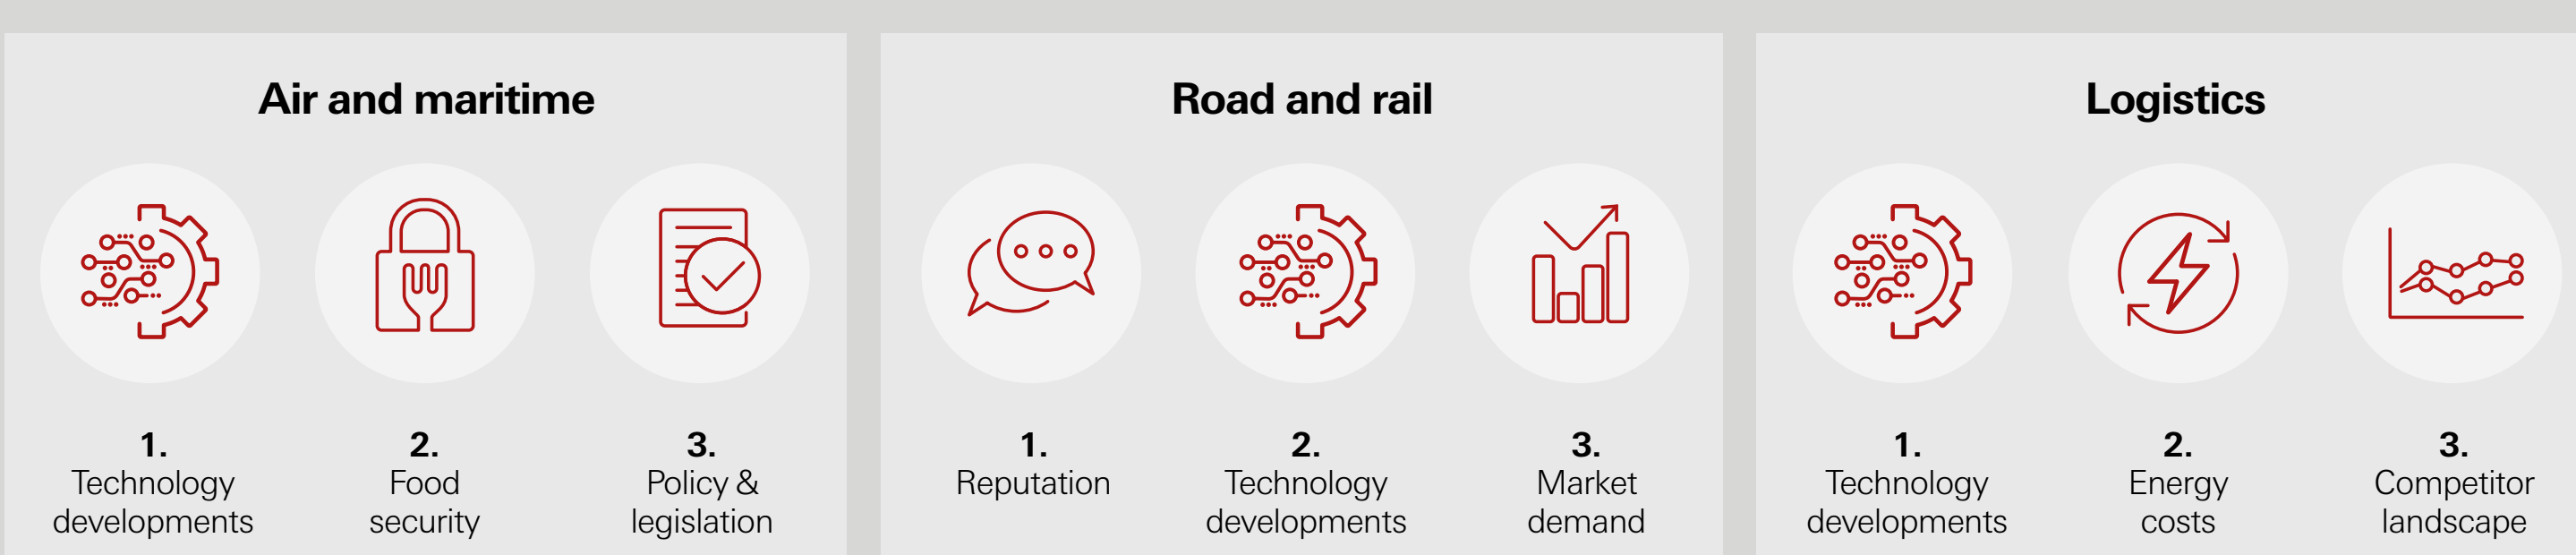 Air and maritime
1.
Technology
developments
2.
Food
security
3.
Policy &
legislation
Road and rail
1.
Reputation
2.
Technology
developments
3.
Market
demand
Logistics
1.
Technology
developments
2.
Energy
costs
3.
Competitor
landscape